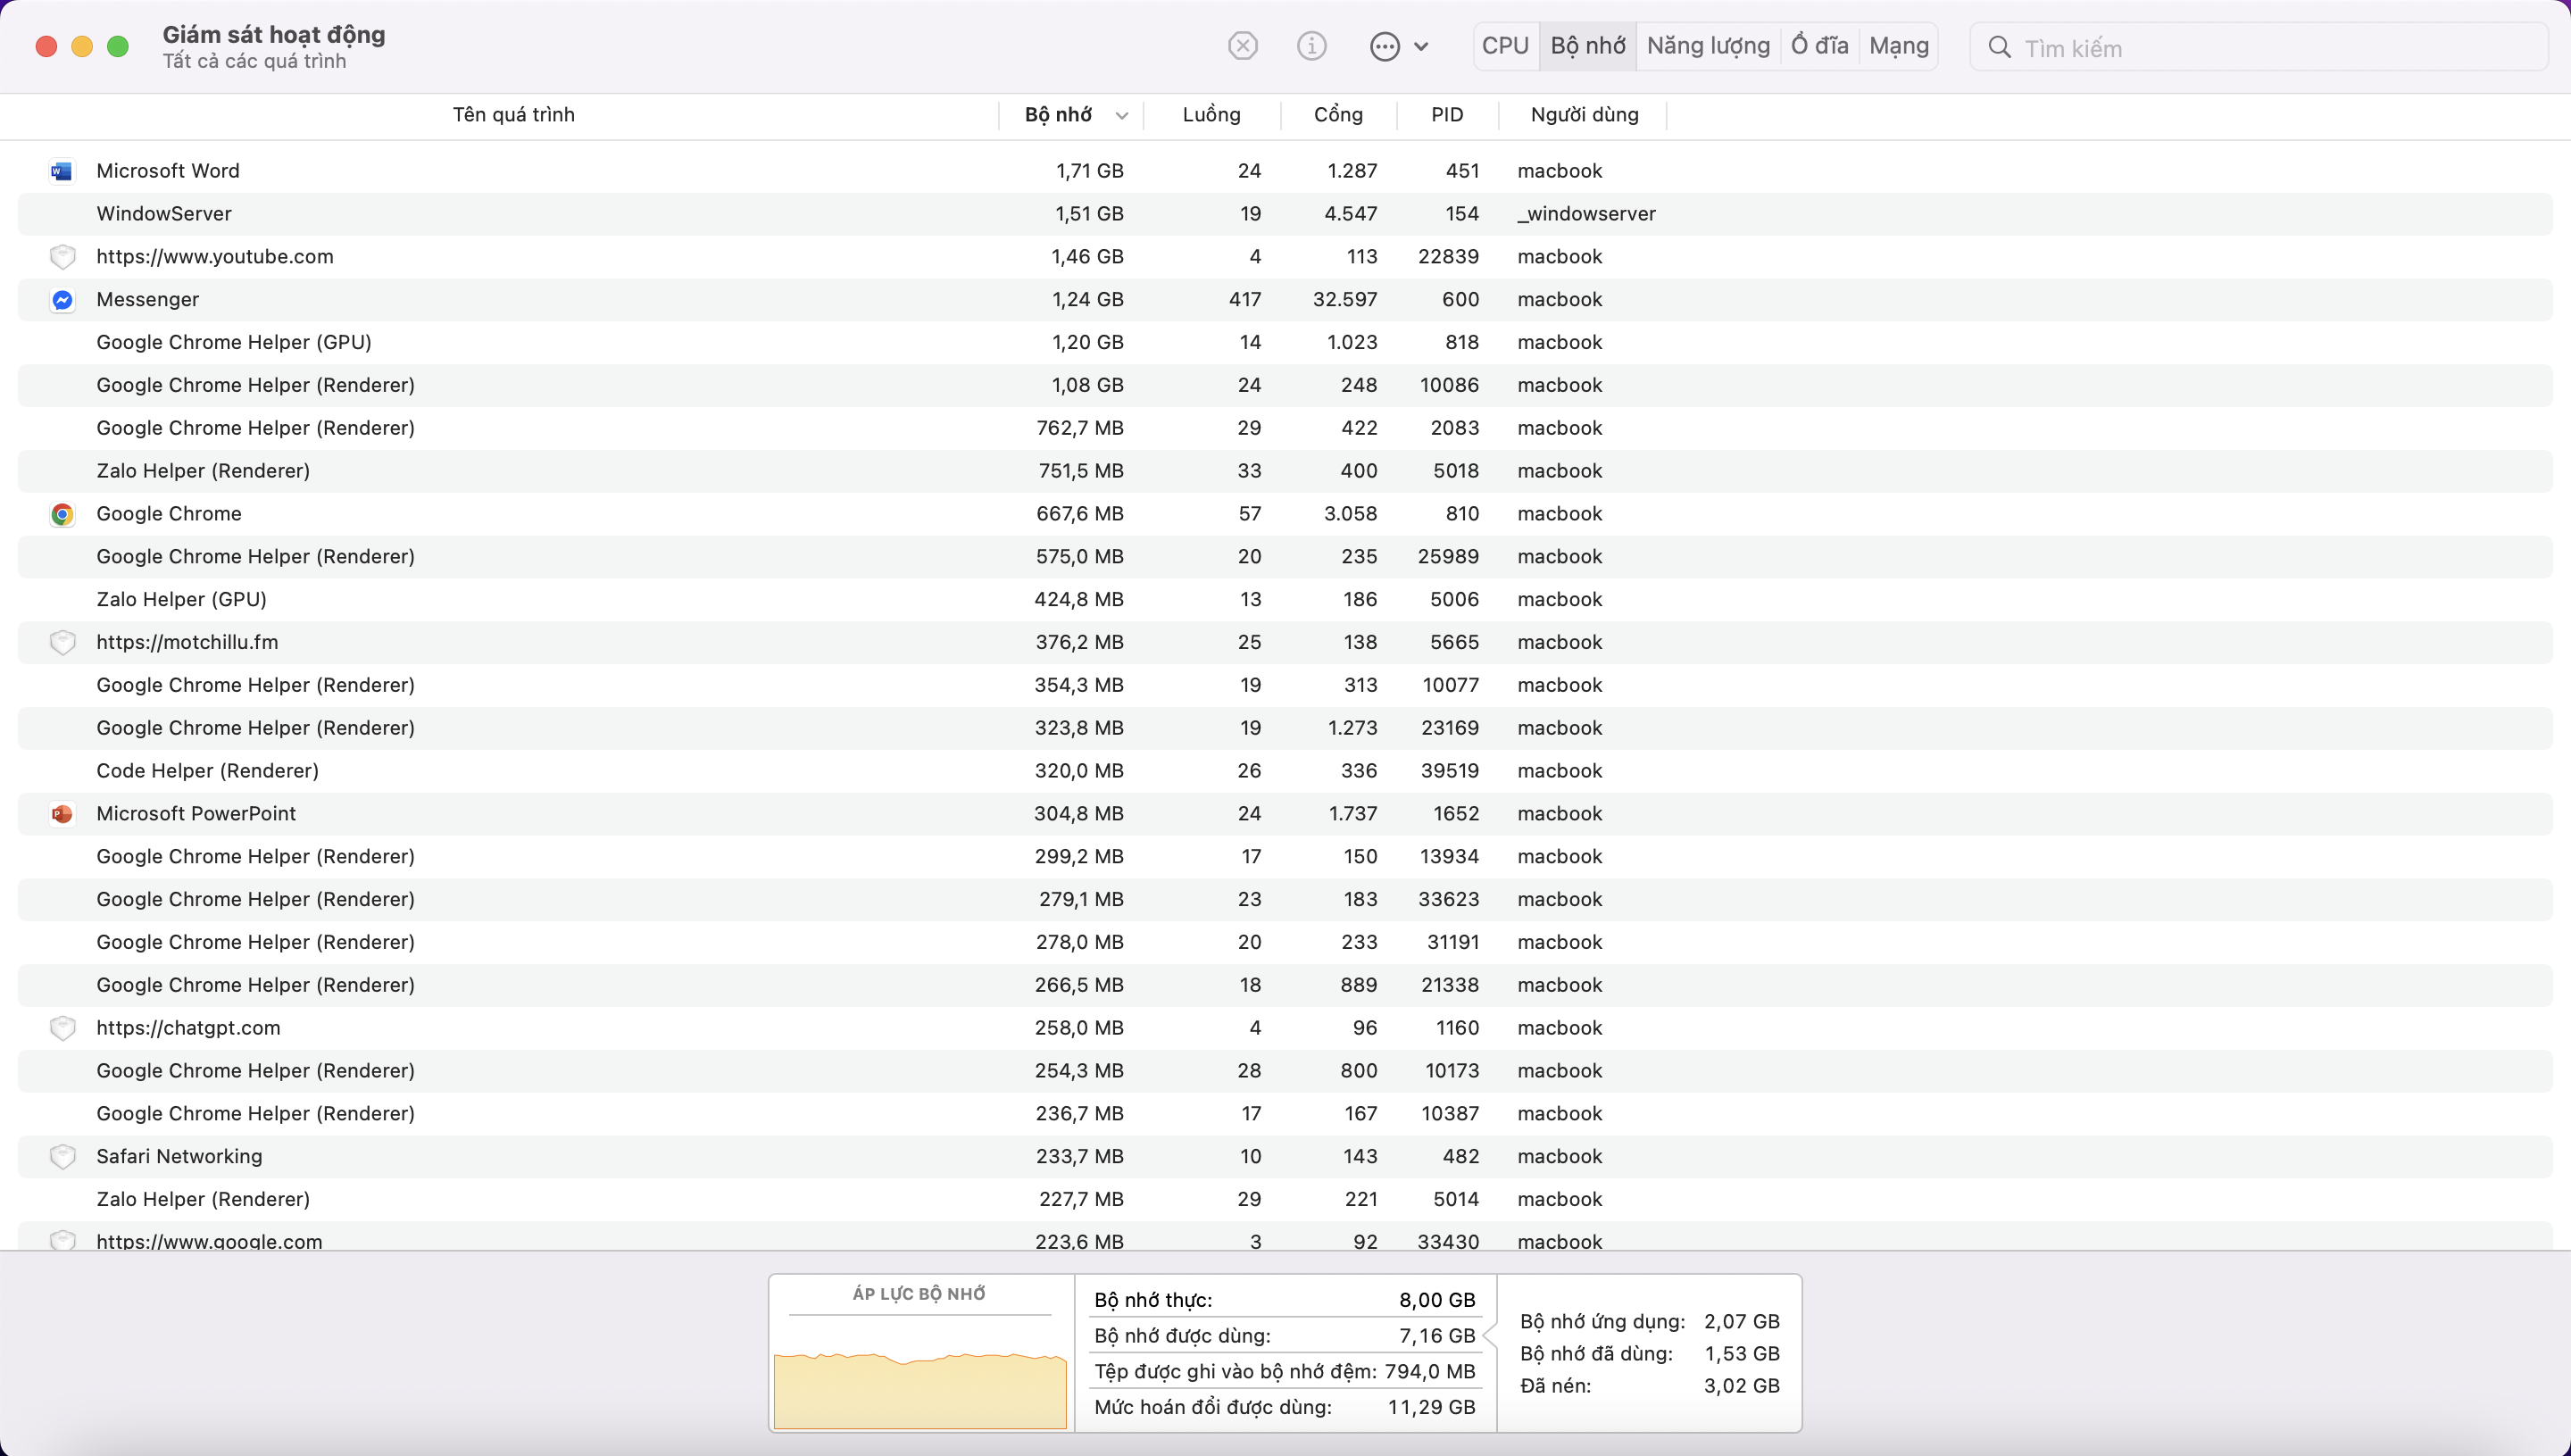 Giám sát hoạt động
Tất cả các quá trình
CPU Bộ nhớ Năng lượng Ổ đĩa Mạng Tìm kiếm
Tên quá trình Bộ nhớ Luồng Cổng PID Người dùng
Microsoft Word 1,71 GB 24 1.287 451 macbook
WindowServer 1,51 GB 19 4.547 154 _windowserver
https://www.youtube.com 1,46 GB 4 113 22839 macbook
Messenger 1,24 GB 417 32.597 600 macbook
Google Chrome Helper (GPU) 1,20 GB 14 1.023 818 macbook
Google Chrome Helper (Renderer) 1,08 GB 24 248 10086 macbook
Google Chrome Helper (Renderer) 762,7 MB 29 422 2083 macbook
Zalo Helper (Renderer) 751,5 MB 33 400 5018 macbook
Google Chrome 667,6 MB 57 3.058 810 macbook
Google Chrome Helper (Renderer) 575,0 MB 20 235 25989 macbook
Zalo Helper (GPU) 424,8 MB 13 186 5006 macbook
https://motchillu.fm 376,2 MB 25 138 5665 macbook
Google Chrome Helper (Renderer) 354,3 MB 19 313 10077 macbook
Google Chrome Helper (Renderer) 323,8 MB 19 1.273 23169 macbook
Code Helper (Renderer) 320,0 MB 26 336 39519 macbook
Microsoft PowerPoint 304,8 MB 24 1.737 1652 macbook
Google Chrome Helper (Renderer) 299,2 MB 17 150 13934 macbook
Google Chrome Helper (Renderer) 279,1 MB 23 183 33623 macbook
Google Chrome Helper (Renderer) 278,0 MB 20 233 31191 macbook
Google Chrome Helper (Renderer) 266,5 MB 18 889 21338 macbook
https://chatgpt.com 258,0 MB 4 96 1160 macbook
Google Chrome Helper (Renderer) 254,3 MB 28 800 10173 macbook
Google Chrome Helper (Renderer) 236,7 MB 17 167 10387 macbook
Safari Networking 233,7 MB 10 143 482 macbook
Zalo Helper (Renderer) 227,7 MB 29 221 5014 macbook
https://www.google.com 223,6 MB 3 92 33430 macbook
ÁP LỰC BỘ NHỚ
Bộ nhớ thực: 8,00 GB
Bộ nhớ được dùng: 7,16 GB
Tệp được ghi vào bộ nhớ đệm: 794,0 MB
Mức hoán đổi được dùng: 11,29 GB
Bộ nhớ ứng dụng: 2,07 GB
Bộ nhớ đã dùng: 1,53 GB
Đã nén: 3,02 GB